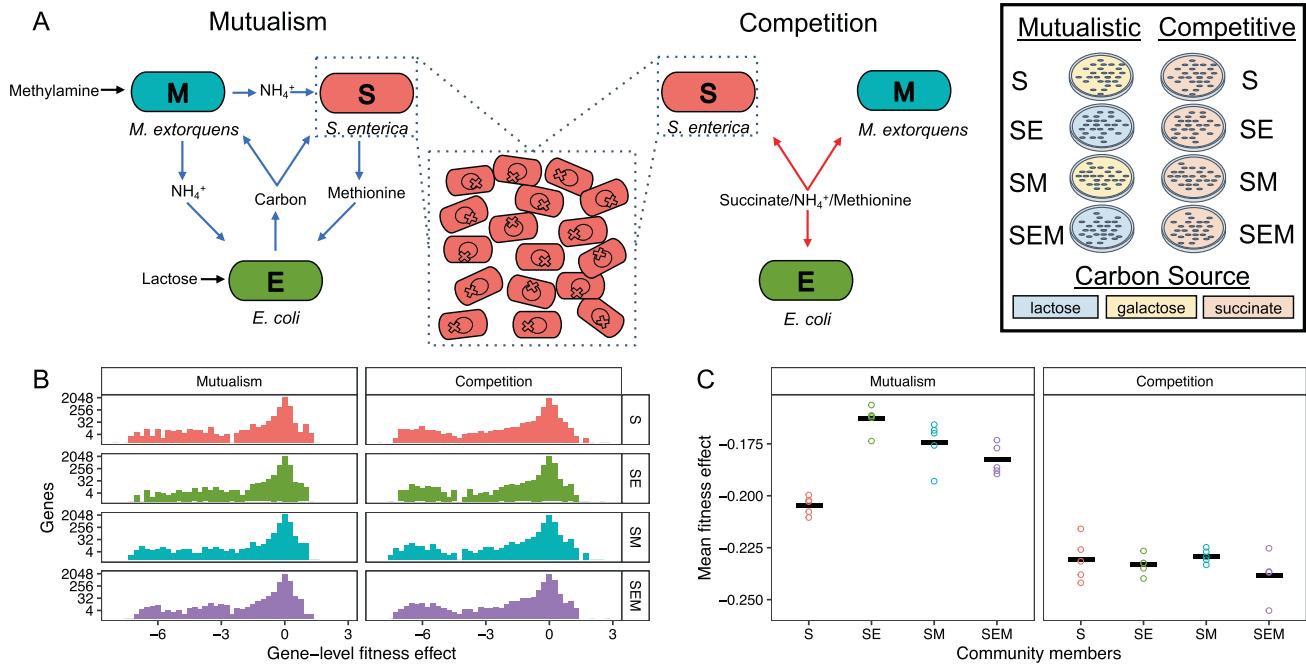 A
Mutualism
Competition
Methylamine
M
NH₄⁺
S
M. extorquens
S. enterica
NH₄⁺
Carbon
Methionine
Lactose
E
E. coli
S
M
S. enterica
M. extorquens
Succinate/NH₄⁺/Methionine
E
E. coli
Mutualistic Competitive
S S
SE SE
SM SM
SEM SEM
Carbon Source
lactose galactose succinate
B
Mutualism Competition
Genes
2048
256
32
4
S
2048
256
32
4
SE
2048
256
32
4
SM
2048
256
32
4
SEM
−6 −3 0 3 −6 −3 0 3
Gene−level fitness effect
C
Mutualism Competition
Mean fitness effect
−0.175
−0.200
−0.225
−0.250
S SE SM SEM S SE SM SEM
Community members